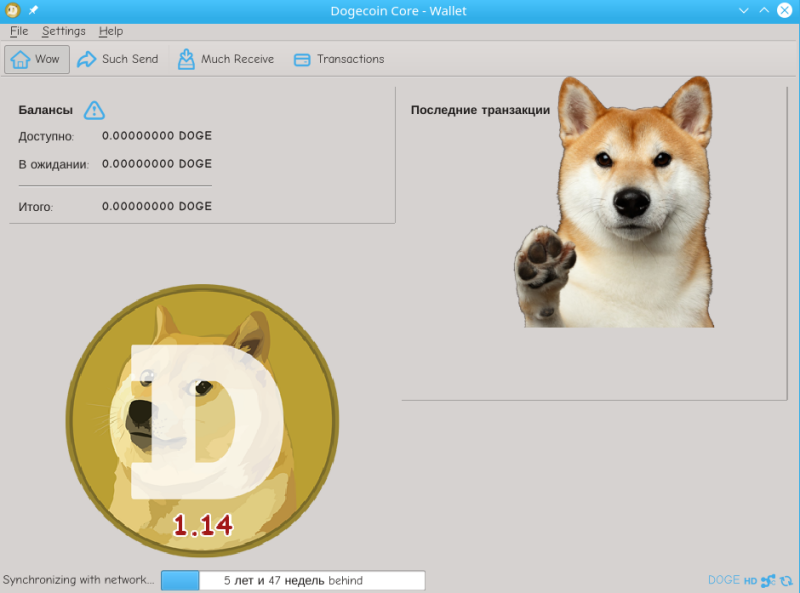 Dogecoin Core - Wallet
File Settings Help
Wow Such Send Much Receive Transactions
Балансы
Доступно: 0.00000000 DOGE
В ожидании: 0.00000000 DOGE
Итого: 0.00000000 DOGE
Последние транзакции
D
1.14
Synchronizing with network... 5 лет и 47 недель behind
DOGE HD